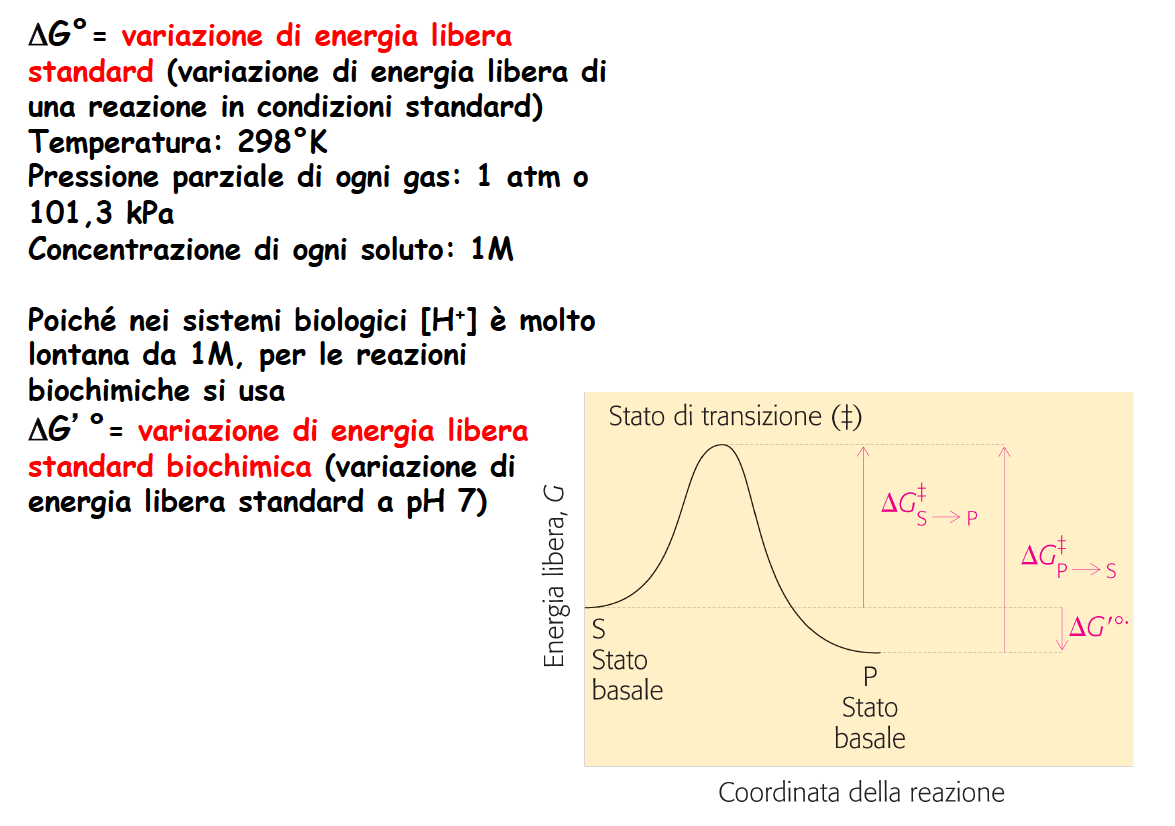 ΔG°= variazione di energia libera
standard (variazione di energia libera di
una reazione in condizioni standard)
Temperatura: 298°K
Pressione parziale di ogni gas: 1 atm o
101,3 kPa
Concentrazione di ogni soluto: 1M
Poiché nei sistemi biologici [H⁺] è molto
lontana da 1M, per le reazioni
biochimiche si usa
ΔG’°= variazione di energia libera
standard biochimica (variazione di
energia libera standard a pH 7)
Stato di transizione (‡)
Energia libera, G
ΔG‡ S → P
ΔG‡ P → S
ΔG′°.
S
Stato
basale
P
Stato
basale
Coordinata della reazione